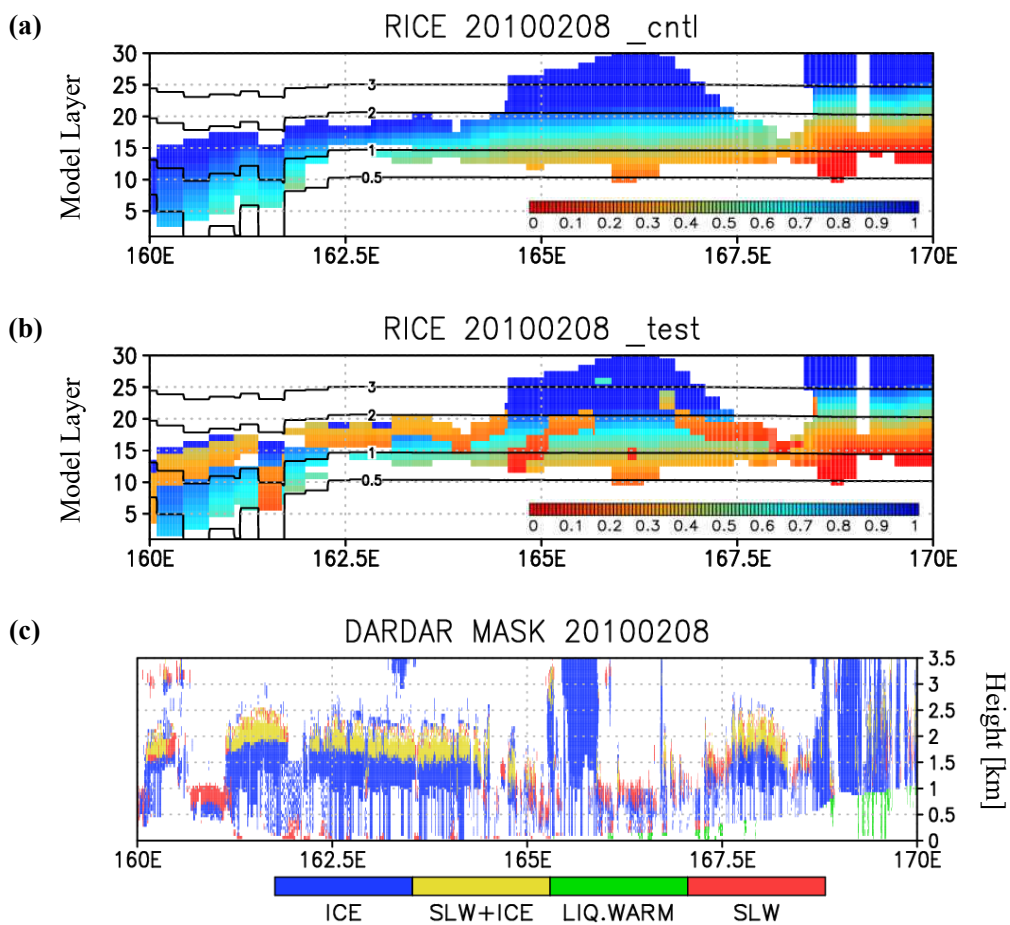 (a)
RICE 20100208 _cntl
Model Layer
30
25
20
15
10
5
3
2
1
0.5
0 0.1 0.2 0.3 0.4 0.5 0.6 0.7 0.8 0.9 1
160E 162.5E 165E 167.5E 170E
(b)
RICE 20100208 _test
Model Layer
30
25
20
15
10
5
3
2
1
0.5
0 0.1 0.2 0.3 0.4 0.5 0.6 0.7 0.8 0.9 1
160E 162.5E 165E 167.5E 170E
(c)
DARDAR MASK 20100208
3.5
3
2.5
2
1.5
1
0.5
0
Height [km]
160E 162.5E 165E 167.5E 170E
ICE SLW+ICE LIQ.WARM SLW